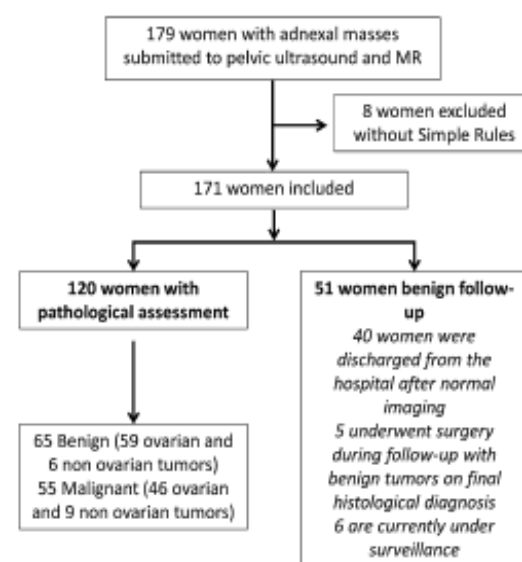 179 women with adnexal masses
submitted to pelvic ultrasound and MR
8 women excluded
without Simple Rules
171 women included
120 women with
pathological assessment
65 Benign (59 ovarian and
6 non ovarian tumors)
55 Malignant (46 ovarian
and 9 non ovarian tumors)
51 women benign follow-
up
40 women were
discharged from the
hospital after normal
imaging
5 underwent surgery
during follow-up with
benign tumors on final
histological diagnosis
6 are currently under
surveillance